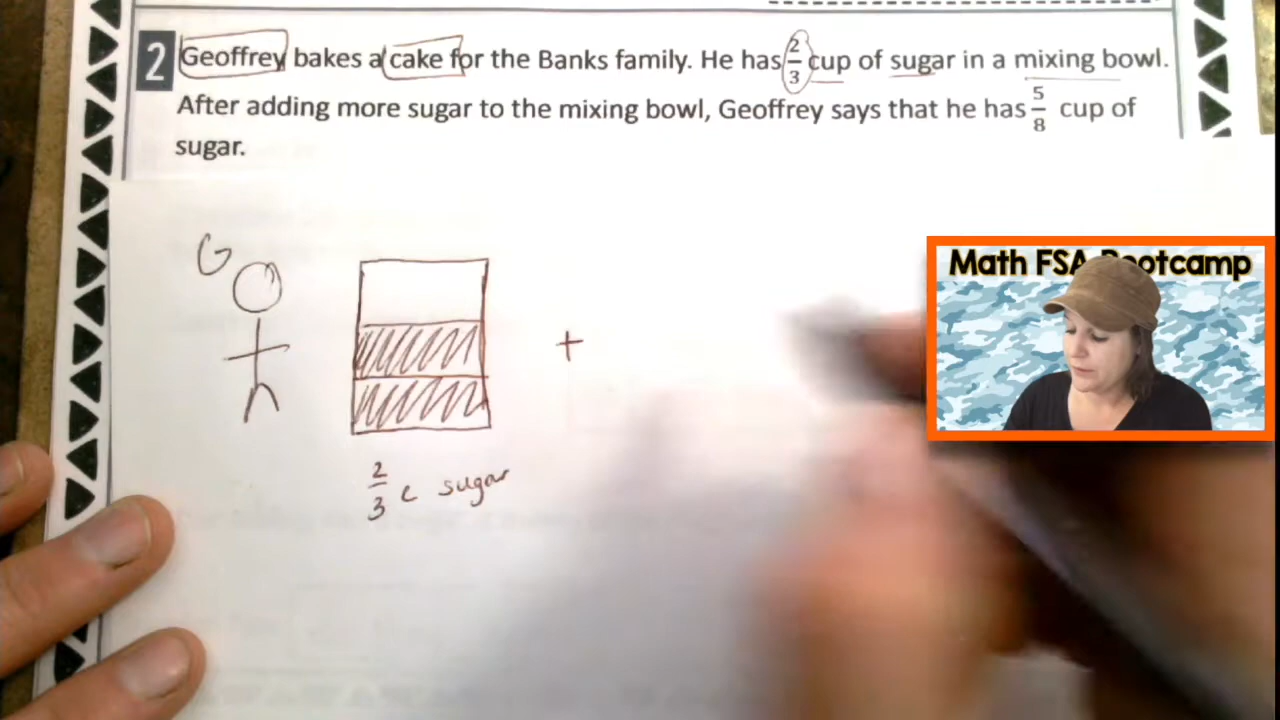 2 Geoffrey bakes a cake for the Banks family. He has 2/3 cup of sugar in a mixing bowl.
After adding more sugar to the mixing bowl, Geoffrey says that he has 5/8 cup of
sugar.
G
+
2/3 c sugar
Math FSA Bootcamp